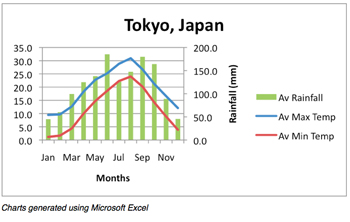 Tokyo, Japan
35.0
30.0
25.0
20.0
15.0
10.0
5.0
0.0
200.0
150.0
100.0
50.0
0.0
Rainfall (mm)
Jan Mar May Jul Sep Nov
Months
Av Rainfall
Av Max Temp
Av Min Temp
Charts generated using Microsoft Excel